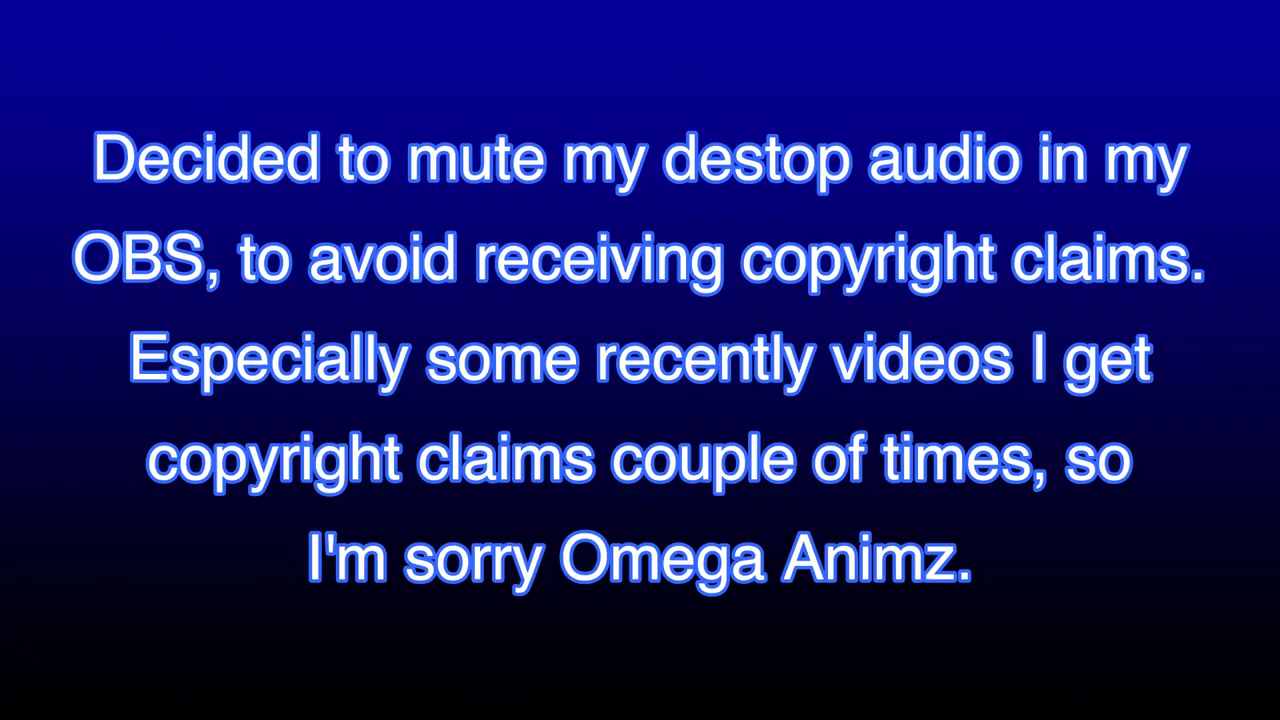 Decided to mute my destop audio in my
OBS, to avoid receiving copyright claims.
Especially some recently videos I get
copyright claims couple of times, so
I'm sorry Omega Animz.